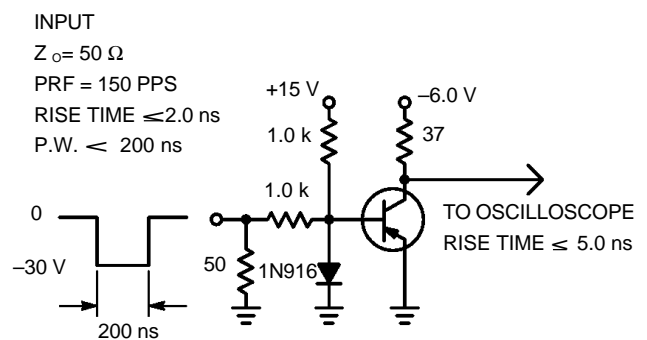 INPUT
Z O = 50 Ω
PRF = 150 PPS
RISE TIME ≤ 2.0 ns
P.W. < 200 ns
+15 V
–6.0 V
1.0 k
37
1.0 k
0
TO OSCILLOSCOPE
RISE TIME ≤ 5.0 ns
–30 V
50
1N916
200 ns